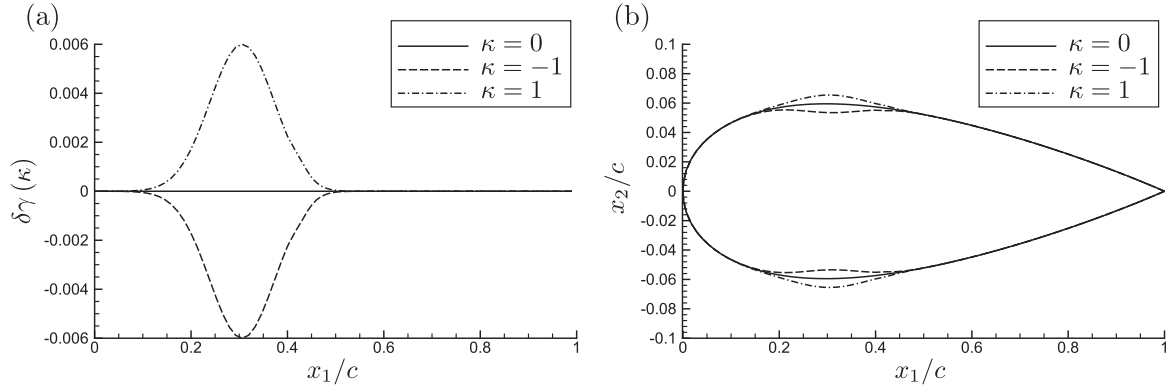 (a)
κ = 0
κ = −1
κ = 1
0.006
0.004
0.002
0
-0.002
-0.004
-0.006
δγ (κ)
0 0.2 0.4 0.6 0.8 1
x₁/c
(b)
κ = 0
κ = −1
κ = 1
0.1
0.08
0.06
0.04
0.02
0
-0.02
-0.04
-0.06
-0.08
-0.1
x₂/c
0 0.2 0.4 0.6 0.8 1
x₁/c